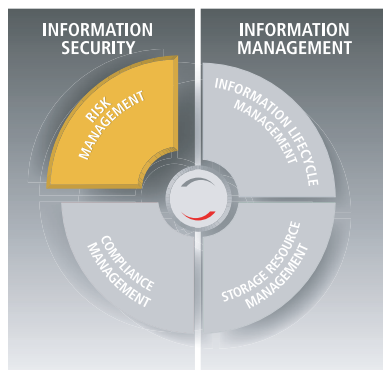 INFORMATION
SECURITY
INFORMATION
MANAGEMENT
RISK
MANAGEMENT
INFORMATION LIFECYCLE
MANAGEMENT
COMPLIANCE
MANAGEMENT
STORAGE RESOURCE
MANAGEMENT